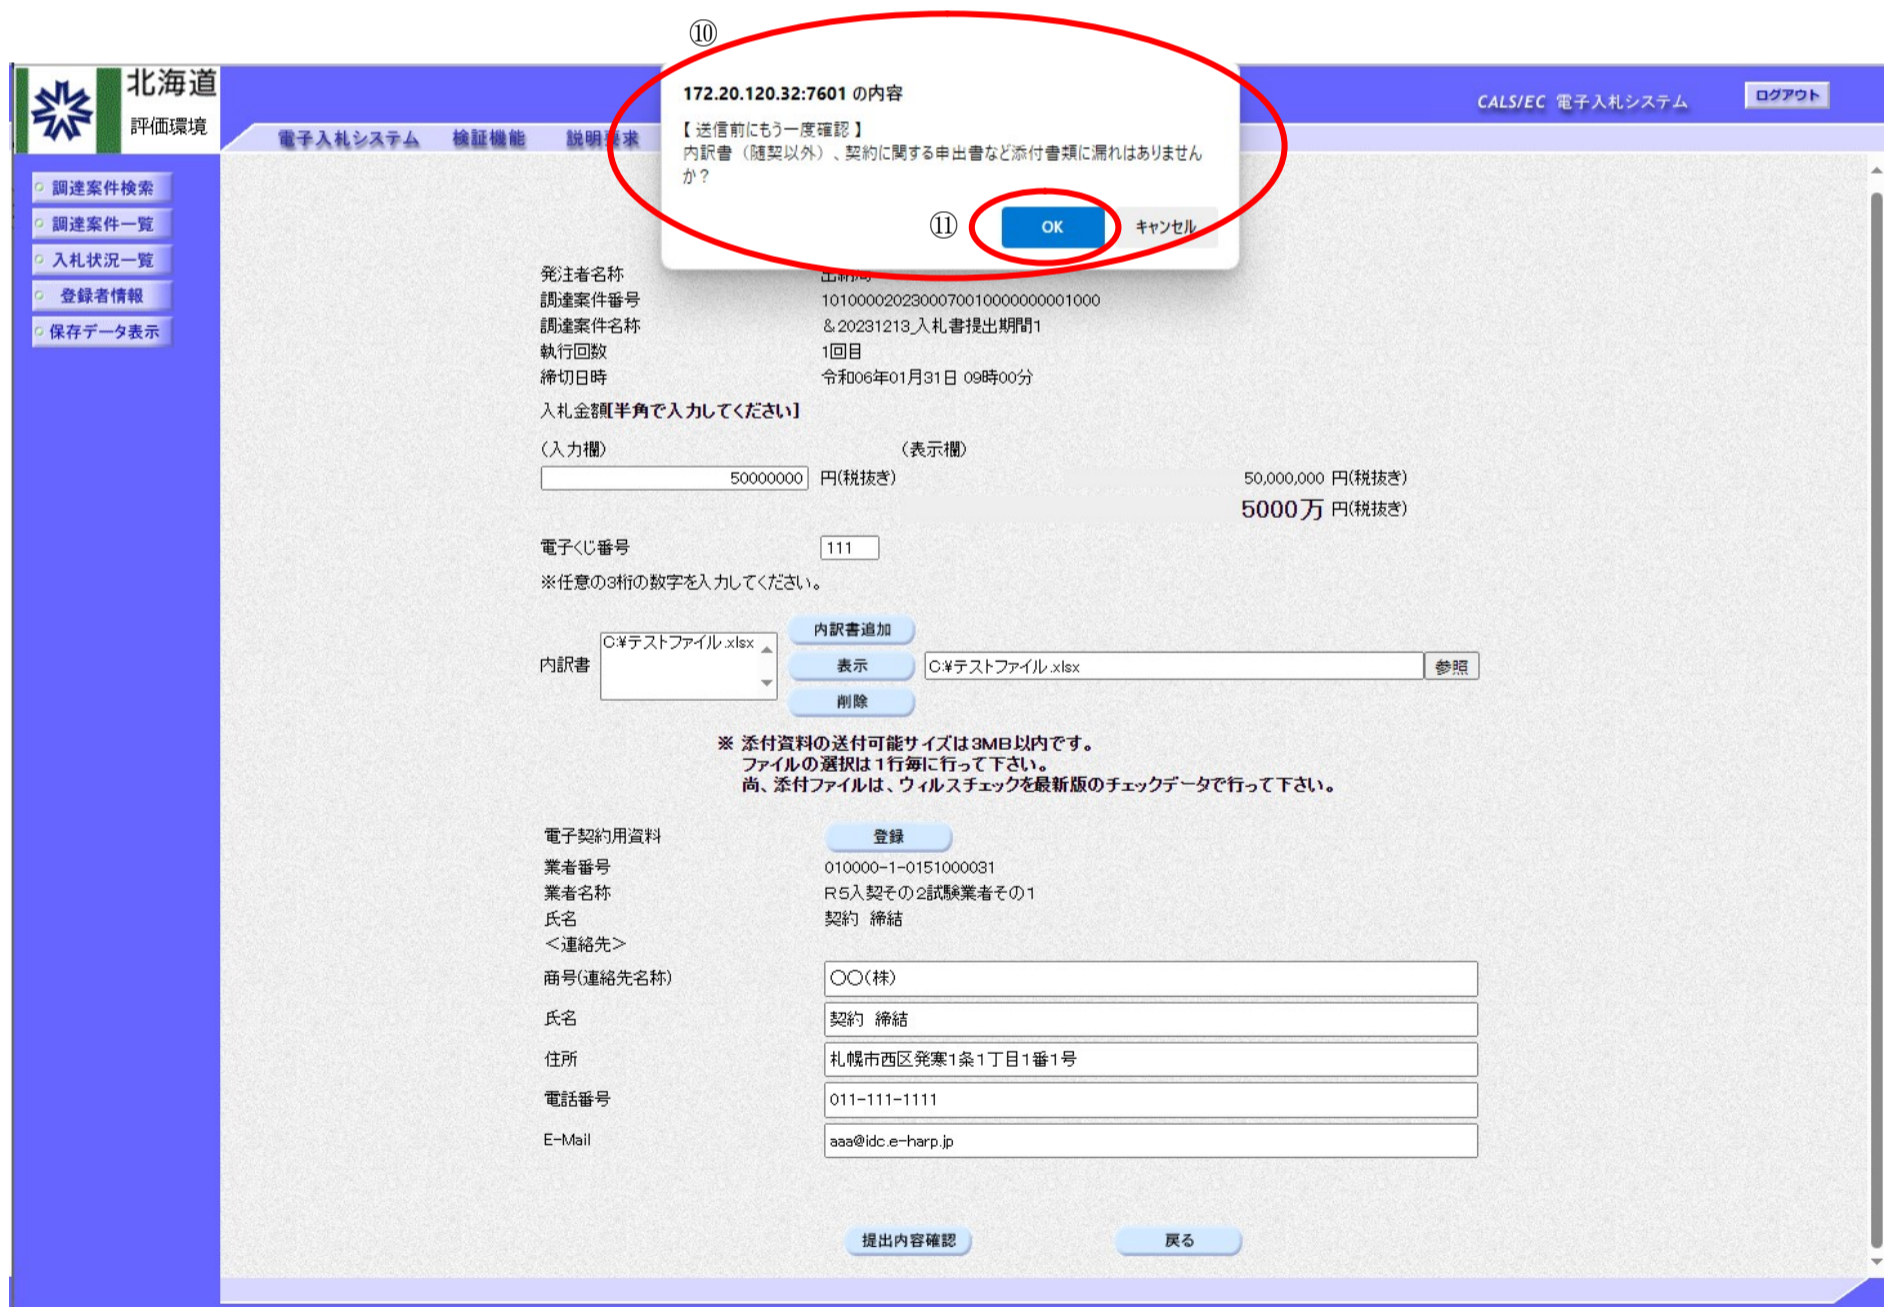 ⑩
北海道
評価環境
172.20.120.32:7601 の内容
【 送信前にもう一度確認 】
内訳書（随契以外）、契約に関する申出書など添付書類に漏れはありません
か？
⑪
OK
キャンセル
CALS/EC 電子入札システム
ログアウト
電子入札システム 検証機能 説明要求
調達案件検索
調達案件一覧
入札状況一覧
登録者情報
保存データ表示
発注者名称 出納局
調達案件番号 10100002023000700100000000001000
調達案件名称 &20231213_入札書提出期間1
執行回数 1回目
締切日時 令和06年01月31日 09時00分
入札金額[半角で入力してください]
(入力欄) (表示欄)
50000000 円(税抜き) 50,000,000 円(税抜き)
5000万 円(税抜き)
電子くじ番号 111
※任意の3桁の数字を入力してください。
内訳書 C:¥テストファイル.xlsx
内訳書追加
表示 C:¥テストファイル.xlsx 参照
削除
※ 添付資料の送付可能サイズは3MB以内です。
ファイルの選択は1行毎に行って下さい。
尚、添付ファイルは、ウィルスチェックを最新版のチェックデータで行って下さい。
電子契約用資料 登録
業者番号 010000-1-0151000031
業者名称 R5入契その2試験業者その1
氏名 契約 締結
＜連絡先＞
商号(連絡先名称) 〇〇(株)
氏名 契約 締結
住所 札幌市西区発寒1条1丁目1番1号
電話番号 011-111-1111
E-Mail aaa@idc.e-harp.jp
提出内容確認 戻る